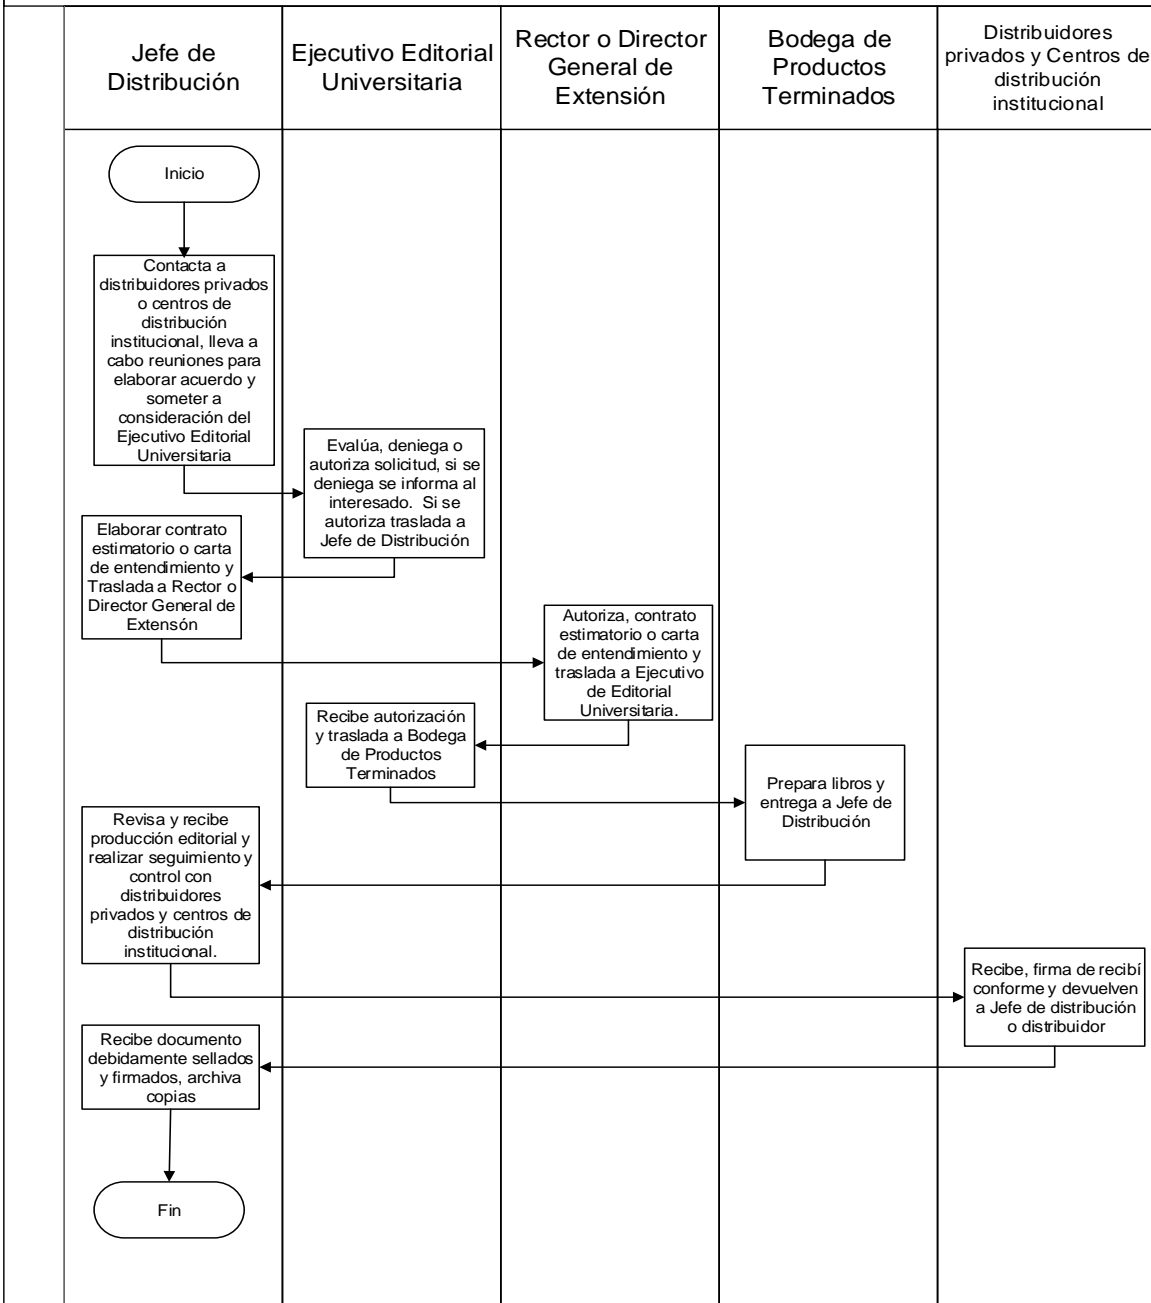 Jefe de
Distribución
Ejecutivo Editorial
Universitaria
Rector o Director
General de
Extensión
Bodega de
Productos
Terminados
Distribuidores
privados y Centros de
distribución
institucional
Inicio
Contacta a
distribuidores privados
o centros de
distribución
institucional, lleva a
cabo reuniones para
elaborar acuerdo y
someter a
consideración del
Ejecutivo Editorial
Universitaria
Evalúa, deniega o
autoriza solicitud, si se
deniega se informa al
interesado. Si se
autoriza traslada a
Jefe de Distribución
Elaborar contrato
estimatorio o carta
de entendimiento y
Traslada a Rector o
Director General de
Extensón
Autoriza, contrato
estimatorio o carta
de entendimiento y
traslada a Ejecutivo
de Editorial
Universitaria.
Recibe autorización
y traslada a Bodega
de Productos
Terminados
Prepara libros y
entrega a Jefe de
Distribución
Revisa y recibe
producción editorial y
realizar seguimiento y
control con
distribuidores
privados y centros de
distribución
institucional.
Recibe, firma de recibí
conforme y devuelven
a Jefe de distribución
o distribuidor
Recibe documento
debidamente sellados
y firmados, archiva
copias
Fin